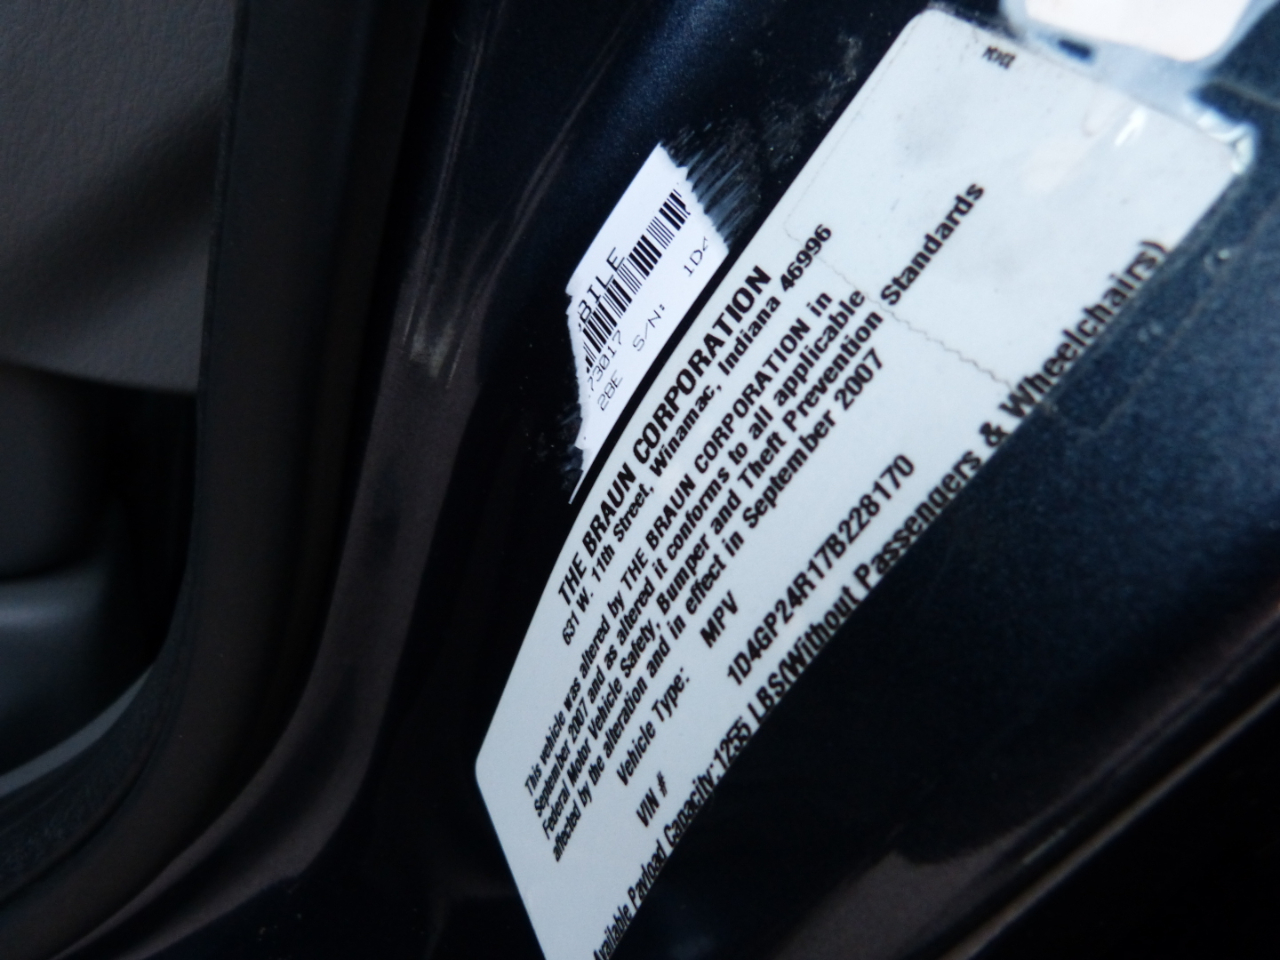 THE BRAUN CORPORATION
631 W. 11th Street, Winamac, Indiana 46996
This vehicle was altered by THE BRAUN CORPORATION in
September 2007 and as altered it conforms to all applicable
Federal Motor Vehicle Safety, Bumper and Theft Prevention Standards
affected by the alteration and in effect in September 2007
Vehicle Type: MPV
VIN # 1D4GP24R17B228170
Available Payload Capacity:1255 LBS(Without Passengers & Wheelchairs)
BILE
73017
28E S/N: 1D4